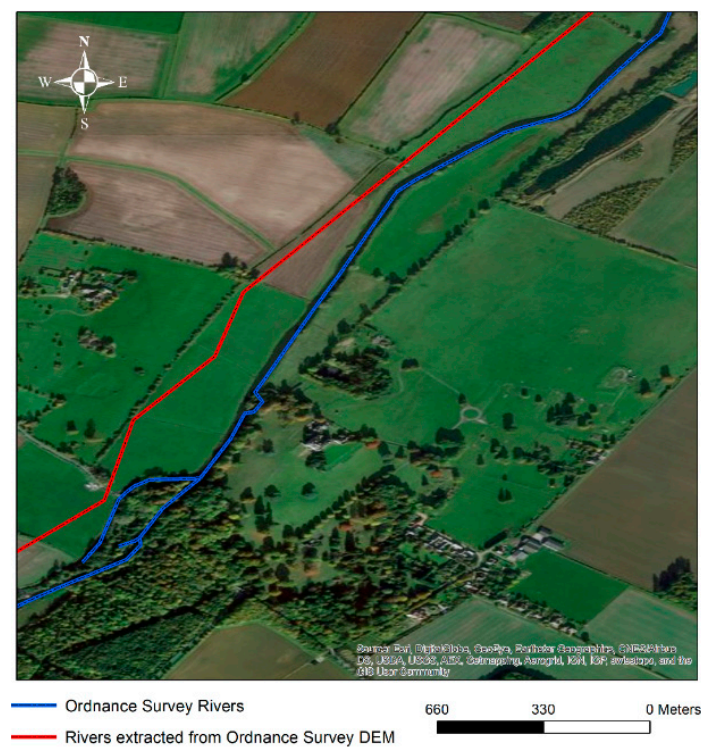 N
W E
S
Source: Esri, DigitalGlobe, GeoEye, Earthstar Geographics, CNES/Airbus
DS, USDA, USGS, AEX, Getmapping, Aerogrid, IGN, IGP, swisstopo, and the
GIS User Community
Ordnance Survey Rivers
660 330 0 Meters
Rivers extracted from Ordnance Survey DEM